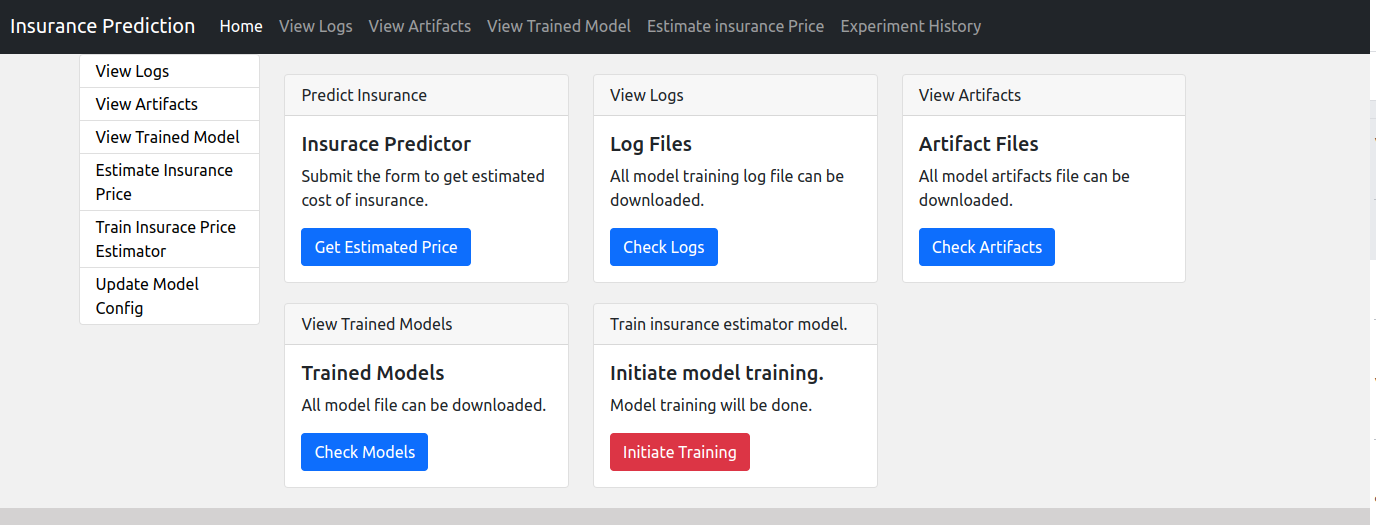 Insurance Prediction Home View Logs View Artifacts View Trained Model Estimate insurance Price Experiment History
View Logs
View Artifacts
View Trained Model
Estimate Insurance
Price
Train Insurace Price
Estimator
Update Model
Config
Predict Insurance
Insurace Predictor
Submit the form to get estimated
cost of insurance.
Get Estimated Price
View Logs
Log Files
All model training log file can be
downloaded.
Check Logs
View Artifacts
Artifact Files
All model artifacts file can be
downloaded.
Check Artifacts
View Trained Models
Trained Models
All model file can be downloaded.
Check Models
Train insurance estimator model.
Initiate model training.
Model training will be done.
Initiate Training